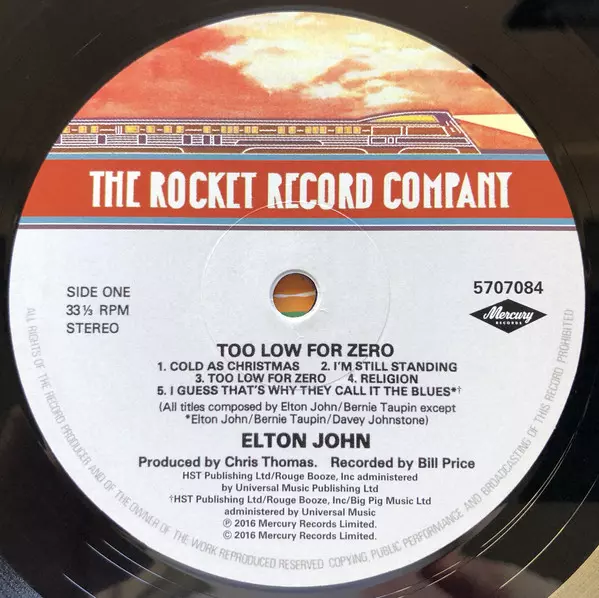 THE ROCKET RECORD COMPANY
SIDE ONE
33⅓ RPM
STEREO
5707084
Mercury
RECORDS
TOO LOW FOR ZERO
1. COLD AS CHRISTMAS 2. I'M STILL STANDING
3. TOO LOW FOR ZERO 4. RELIGION
5. I GUESS THAT'S WHY THEY CALL IT THE BLUES*†
(All titles composed by Elton John/Bernie Taupin except
*Elton John/Bernie Taupin/Davey Johnstone)
ELTON JOHN
Produced by Chris Thomas. Recorded by Bill Price
HST Publishing Ltd/Rouge Booze, Inc administered
by Universal Music Publishing Ltd
†HST Publishing Ltd/Rouge Booze, Inc/Big Pig Music Ltd
administered by Universal Music
℗ 2016 Mercury Records Limited.
© 2016 Mercury Records Limited.
ALL RIGHTS OF THE RECORD PRODUCER AND OF THE OWNER OF THE WORK REPRODUCED RESERVED COPYING, PUBLIC PERFORMANCE AND BROADCASTING OF THIS RECORD PROHIBITED